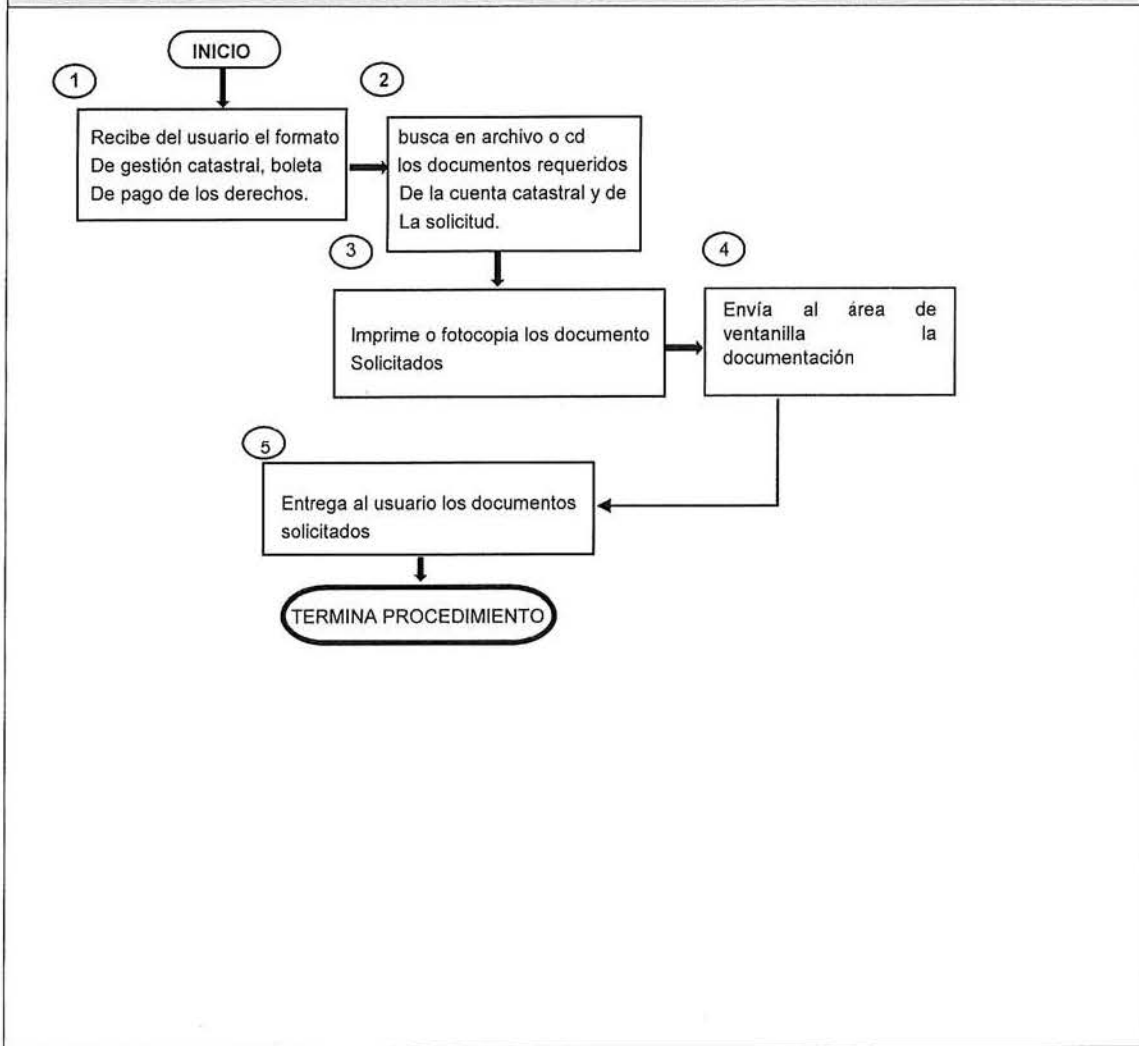 INICIO
1
Recibe del usuario el formato
De gestión catastral, boleta
De pago de los derechos.
2
busca en archivo o cd
los documentos requeridos
De la cuenta catastral y de
La solicitud.
3
Imprime o fotocopia los documento
Solicitados
4
Envía al área de
ventanilla la
documentación
5
Entrega al usuario los documentos
solicitados
TERMINA PROCEDIMIENTO